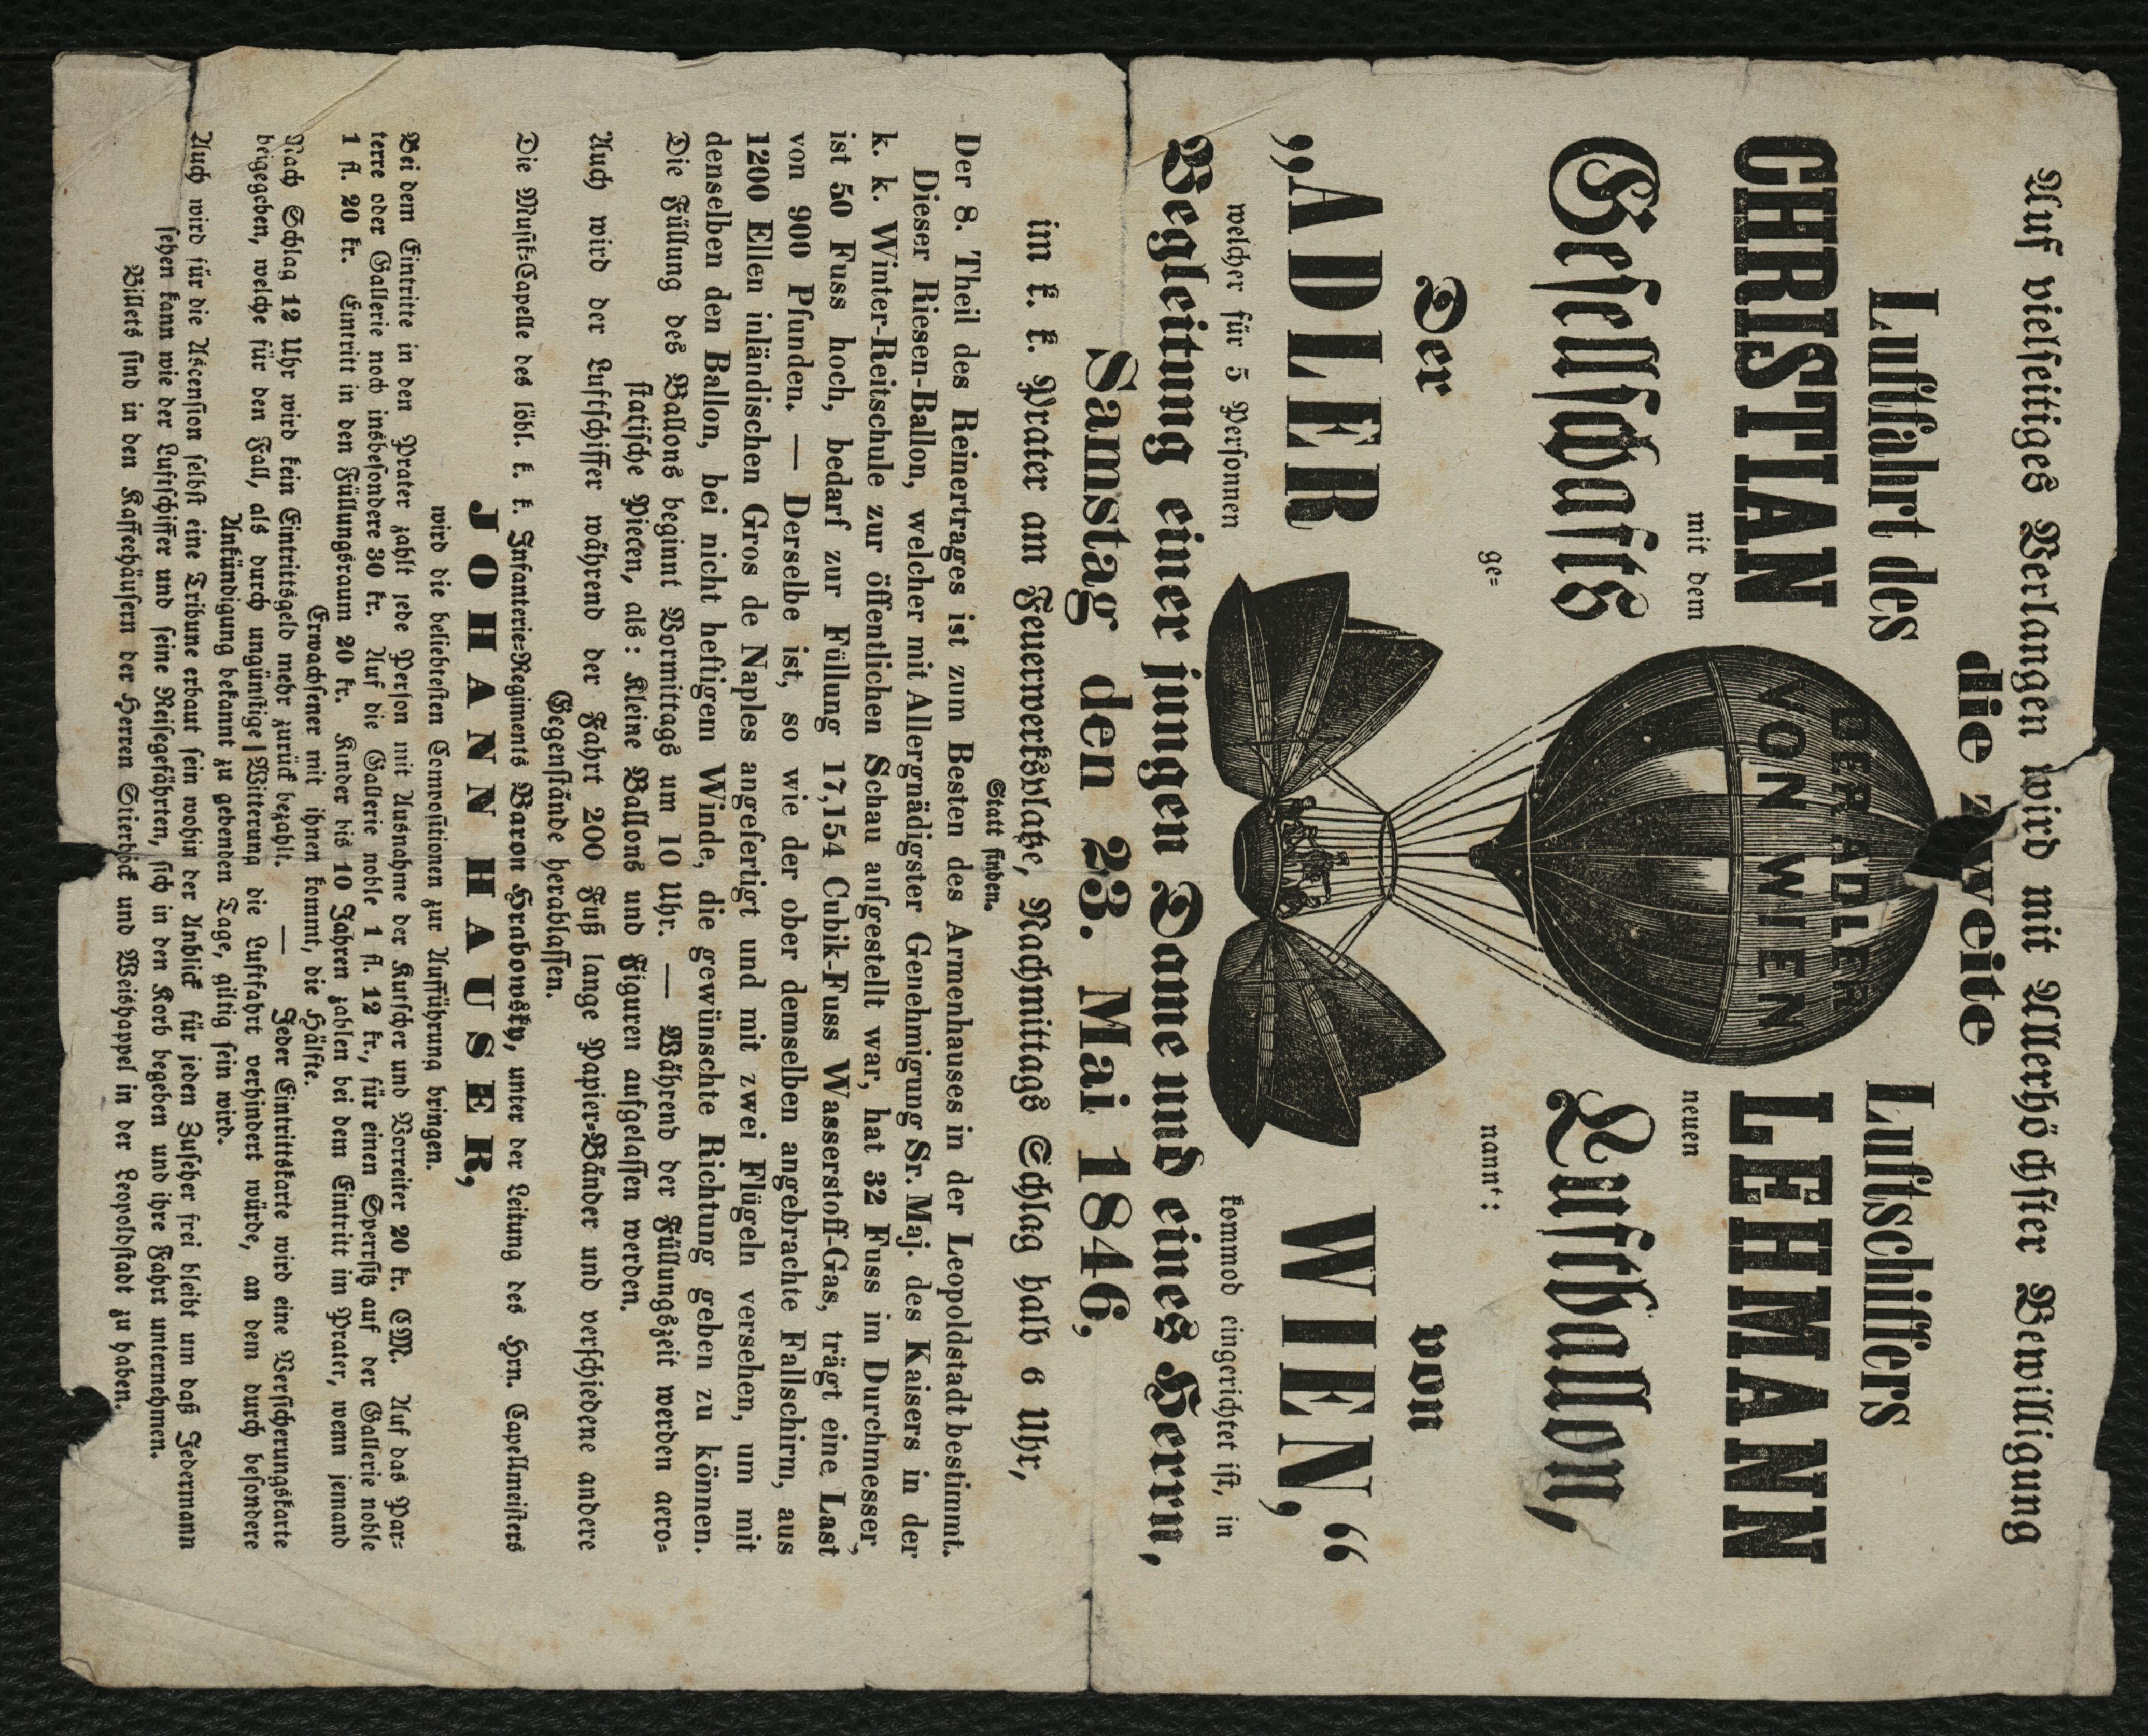 Auf vielseitiges Verlangen wird mit Allerhöchster Bewilligung
die zweite
Luftfahrt des Luftschiffers
CHRISTIAN LEHMANN
mit dem neuen
Gesellschafts Luftballon,
ge= nannt:
Der von
„ADLER WIEN,“
DER ADLER
VON WIEN
welcher für 5 Personnen kommod eingerichtet ist, in
Begleitung einer jungen Dame und eines Herrn,
Samstag den 23. Mai 1846,
im k. k. Prater am Feuerwerksplatze, Nachmittags Schlag halb 6 Uhr,
Statt finden.
Der 8. Theil des Reinertrages ist zum Besten des Armenhauses in der Leopoldstadt bestimmt.
Dieser Riesen-Ballon, welcher mit Allergnädigster Genehmigung Sr. Maj. des Kaisers in der
k. k. Winter-Reitschule zur öffentlichen Schau aufgestellt war, hat 32 Fuss im Durchmesser,
ist 50 Fuss hoch, bedarf zur Füllung 17,154 Cubik-Fuss Wasserstoff-Gas, trägt eine Last
von 900 Pfunden. — Derselbe ist, so wie der ober demselben angebrachte Fallschirm, aus
1200 Ellen inländischen Gros de Naples angefertigt und mit zwei Flügeln versehen, um mit
denselben den Ballon, bei nicht heftigem Winde, die gewünschte Richtung geben zu können.
Die Füllung des Ballons beginnt Vormittags um 10 Uhr. — Während der Füllungszeit werden aero=
statische Piecen, als: Kleine Ballons und Figuren aufgelassen werden.
Auch wird der Luftschiffer während der Fahrt 200 Fuß lange Papier=Bänder und verschiedene andere
Gegenstände herablassen.
Die Musik=Capelle des löbl. k. k. Infanterie=Regiments Baron Hrabowsky, unter der Leitung des Hrn. Capellmeisters
JOHANN HAUSER,
wird die beliebtesten Compositionen zur Aufführung bringen.
Bei dem Eintritte in den Prater zahlt jede Person mit Ausnahme der Kutscher und Vorreiter 20 kr. CM. Auf das Par=
terre oder Gallerie noch insbesondere 30 kr. Auf die Gallerie noble 1 fl. 12 kr., für einen Sperrsitz auf der Gallerie noble
1 fl. 20 kr. Eintritt in den Füllungsraum 20 kr. Kinder bis 10 Jahren zahlen bei dem Eintritt im Prater, wenn jemand
Erwachsener mit ihnen kommt, die Hälfte.
Nach Schlag 12 Uhr wird kein Eintrittsgeld mehr zurück bezahlt. — Jeder Eintrittskarte wird eine Versicherungskarte
beigegeben, welche für den Fall, als durch ungünstige Witterung die Luftfahrt verhindert würde, an dem durch besondere
Ankündigung bekannt zu gebenden Tage, giltig sein wird.
Auch wird für die Ascension selbst eine Tribune erbaut sein wohin der Anblick für jeden Zuseher frei bleibt um daß Jedermann
sehen kann wie der Luftschiffer und seine Reisegefährten, sich in den Korb begeben und ihre Fahrt unternehmen.
Billets sind in den Kaffeehäusern der Herren Stierböck und Weishappel in der Leopoldstadt zu haben.